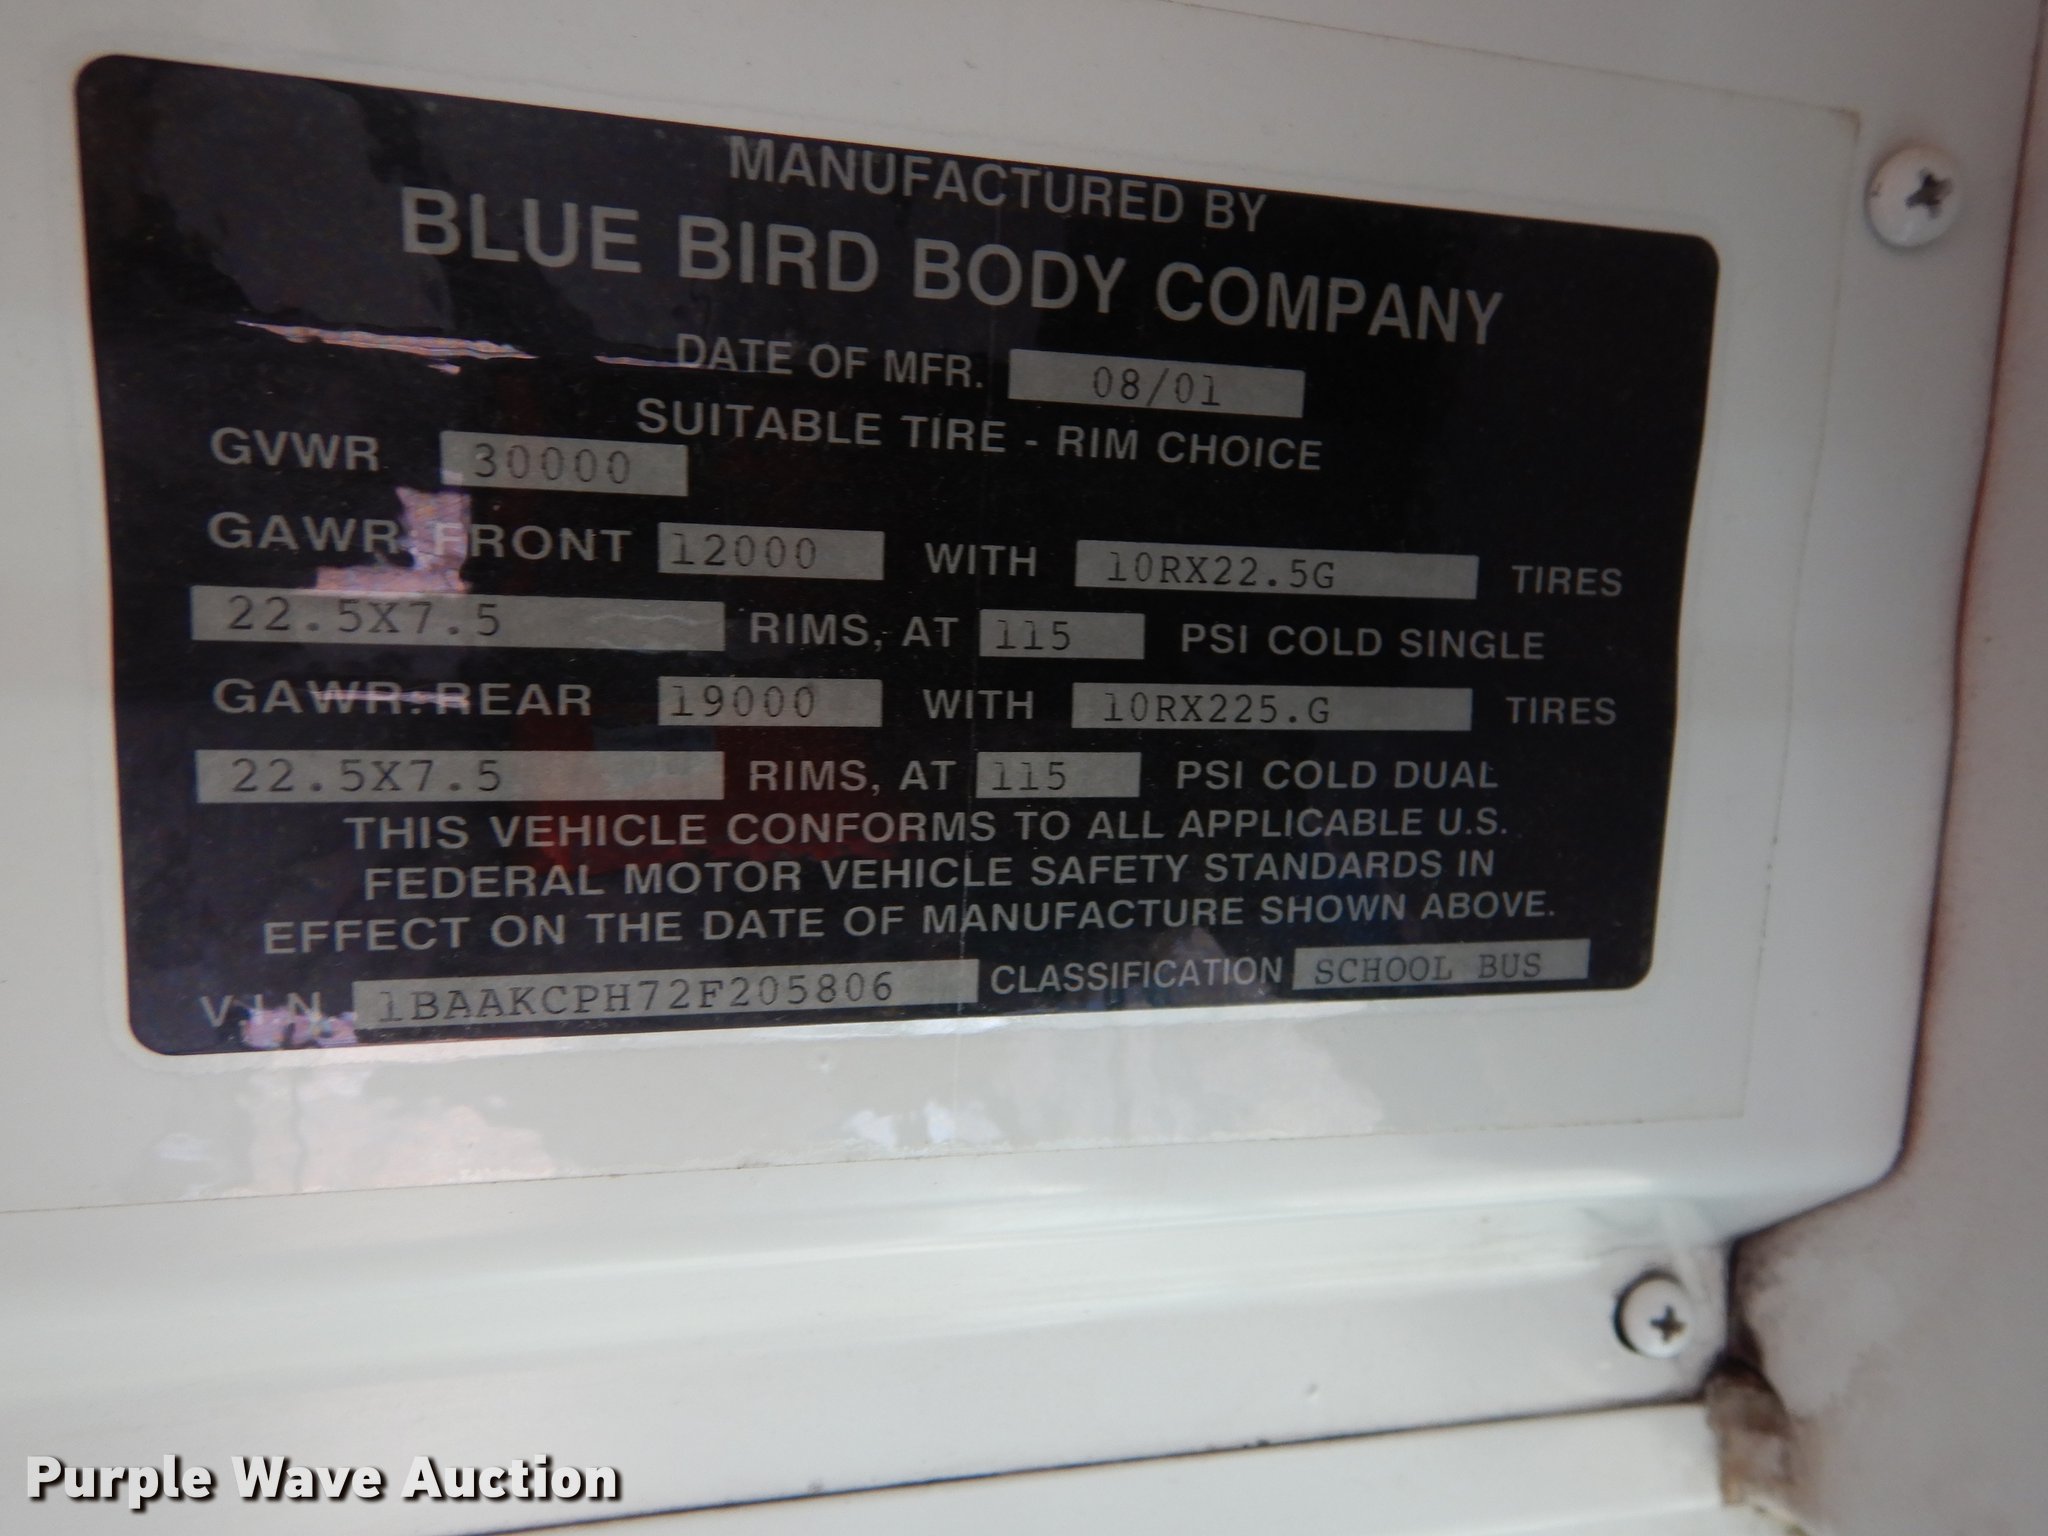 MANUFACTURED BY
BLUE BIRD BODY COMPANY
DATE OF MFR. 08/01
SUITABLE TIRE - RIM CHOICE
GVWR 30000
GAWR:FRONT 12000 WITH 10RX22.5G TIRES
22.5X7.5 RIMS, AT 115 PSI COLD SINGLE
GAWR:REAR 19000 WITH 10RX225.G TIRES
22.5X7.5 RIMS, AT 115 PSI COLD DUAL
THIS VEHICLE CONFORMS TO ALL APPLICABLE U.S.
FEDERAL MOTOR VEHICLE SAFETY STANDARDS IN
EFFECT ON THE DATE OF MANUFACTURE SHOWN ABOVE.
V.I.N. 1BAAKCPH72F205806 CLASSIFICATION SCHOOL BUS
Purple Wave Auction